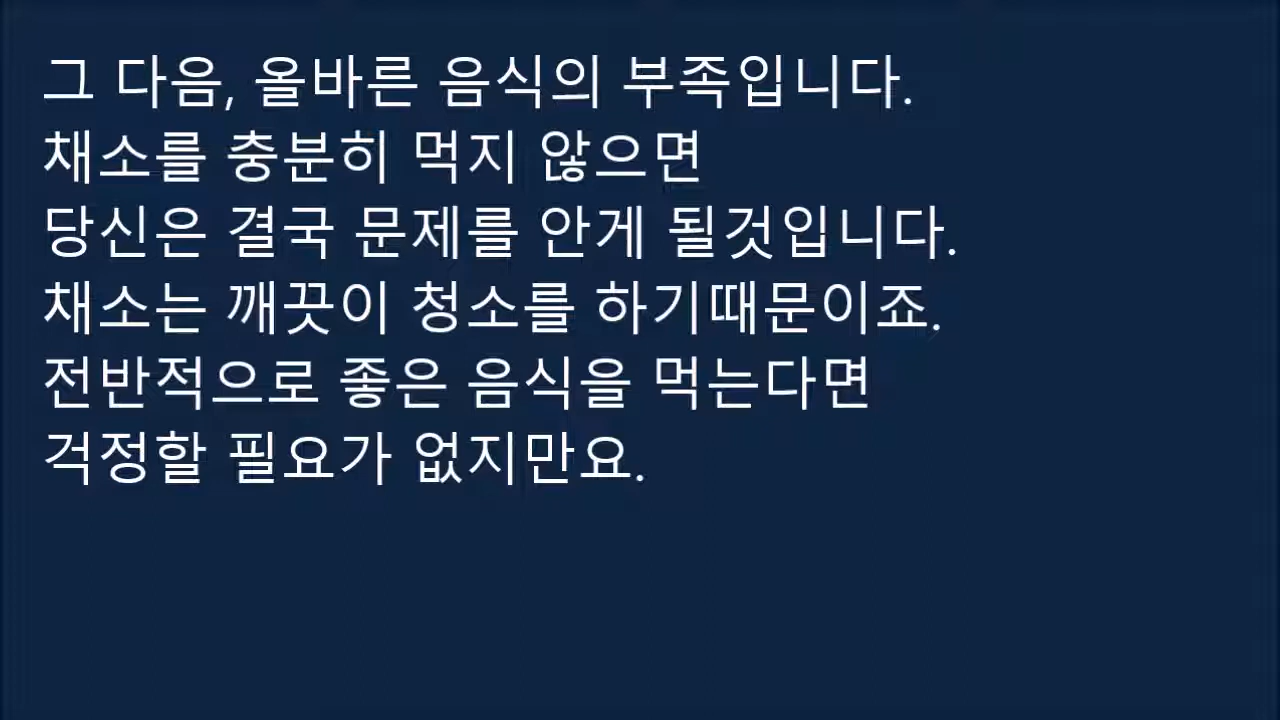 그 다음, 올바른 음식의 부족입니다.
채소를 충분히 먹지 않으면
당신은 결국 문제를 안게 될것입니다.
채소는 깨끗이 청소를 하기때문이죠.
전반적으로 좋은 음식을 먹는다면
걱정할 필요가 없지만요.